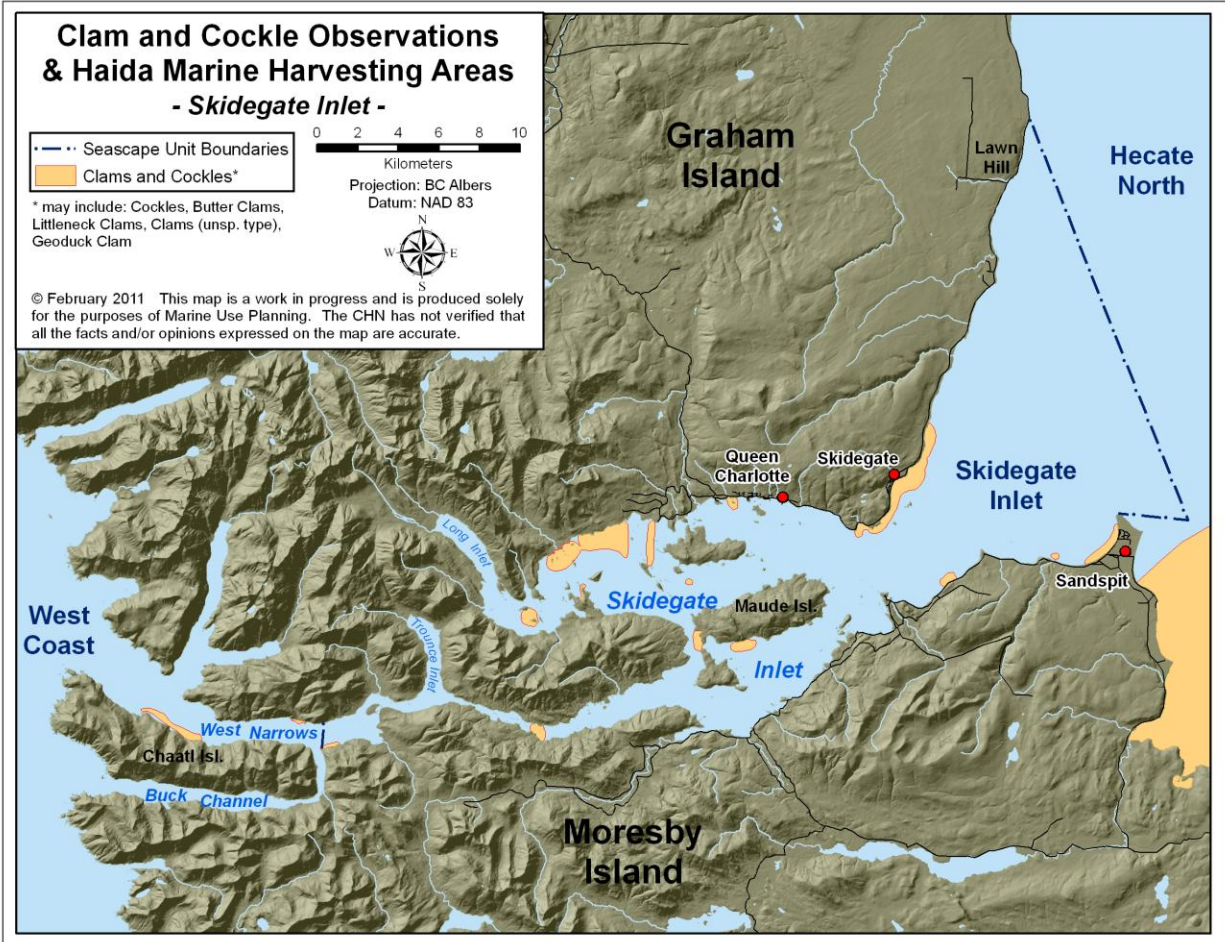 Clam and Cockle Observations
& Haida Marine Harvesting Areas
- Skidegate Inlet -
Seascape Unit Boundaries
Clams and Cockles*
* may include: Cockles, Butter Clams,
Littleneck Clams, Clams (unsp. type),
Geoduck Clam
0 2 4 6 8 10
Kilometers
Projection: BC Albers
Datum: NAD 83
N
W E
S
© February 2011 This map is a work in progress and is produced solely
for the purposes of Marine Use Planning. The CHN has not verified that
all the facts and/or opinions expressed on the map are accurate.
Graham
Island
Lawn
Hill
Hecate
North
Queen
Charlotte
Skidegate
Skidegate
Inlet
Sandspit
Long Inlet
Skidegate
Maude Isl.
Inlet
West
Coast
Trounce Inlet
West Narrows
Chaatl Isl.
Buck Channel
Moresby
Island